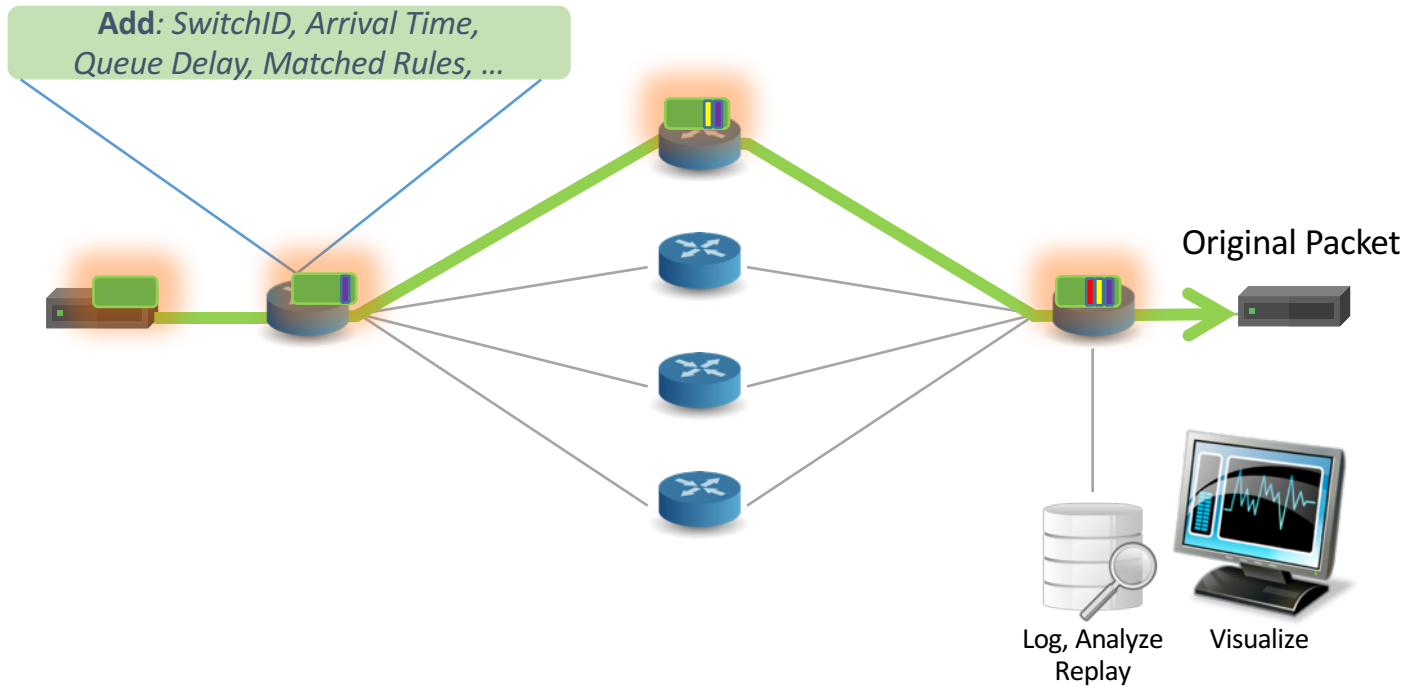 Add: SwitchID, Arrival Time,
Queue Delay, Matched Rules, …
Original Packet
Log, Analyze
Replay
Visualize